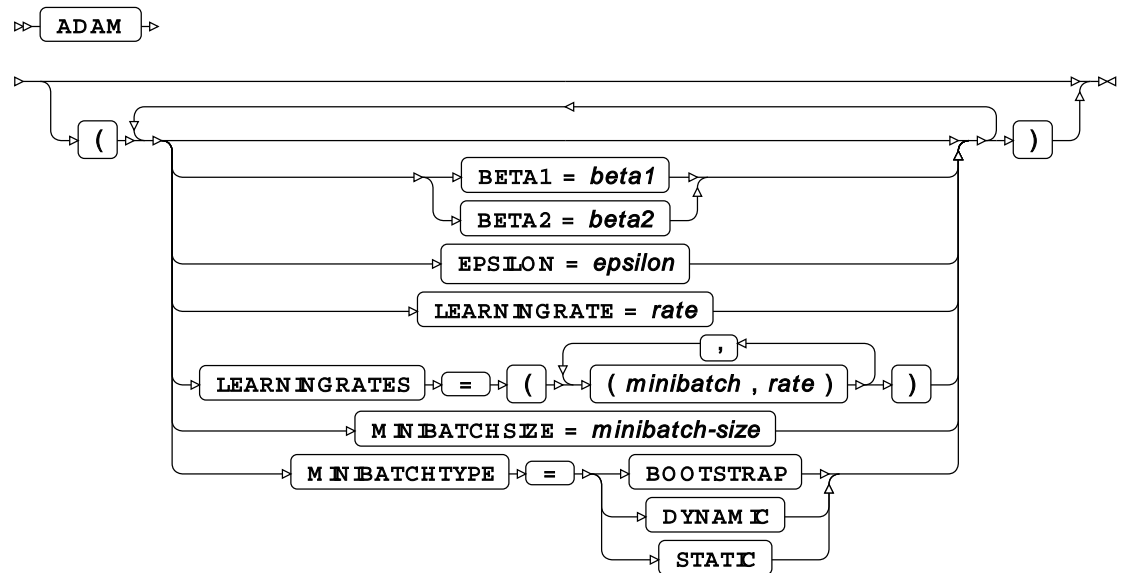 ADAM
( )
BETA1 = beta1
BETA2 = beta2
EPSILON = epsilon
LEARNINGRATE = rate
,
LEARNINGRATES = ( ( minibatch , rate ) )
MINIBATCHSIZE = minibatch-size
MINIBATCHTYPE = BOOTSTRAP
DYNAMIC
STATIC